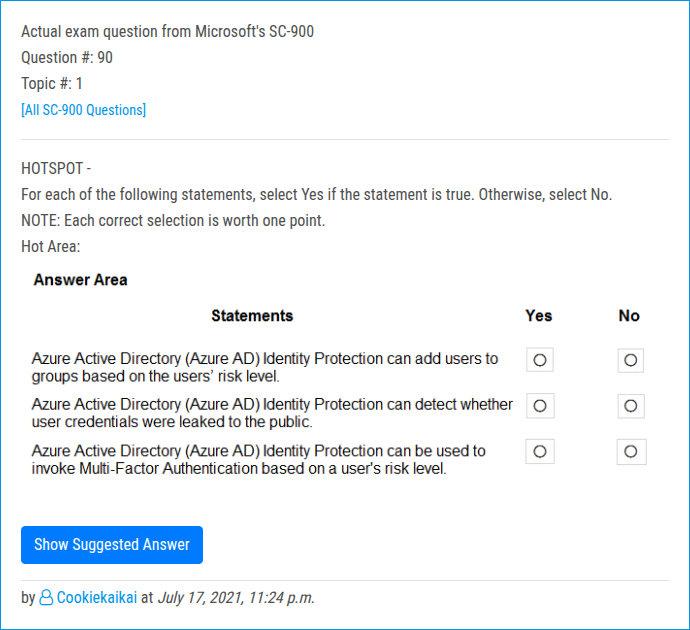 Actual exam question from Microsoft's SC-900
Question #: 90
Topic #: 1
[All SC-900 Questions]
HOTSPOT -
For each of the following statements, select Yes if the statement is true. Otherwise, select No.
NOTE: Each correct selection is worth one point.
Hot Area:
Answer Area
Statements Yes No
Azure Active Directory (Azure AD) Identity Protection can add users to
groups based on the users' risk level.
Azure Active Directory (Azure AD) Identity Protection can detect whether
user credentials were leaked to the public.
Azure Active Directory (Azure AD) Identity Protection can be used to
invoke Multi-Factor Authentication based on a user's risk level.
Show Suggested Answer
by Cookiekaikai at July 17, 2021, 11:24 p.m.